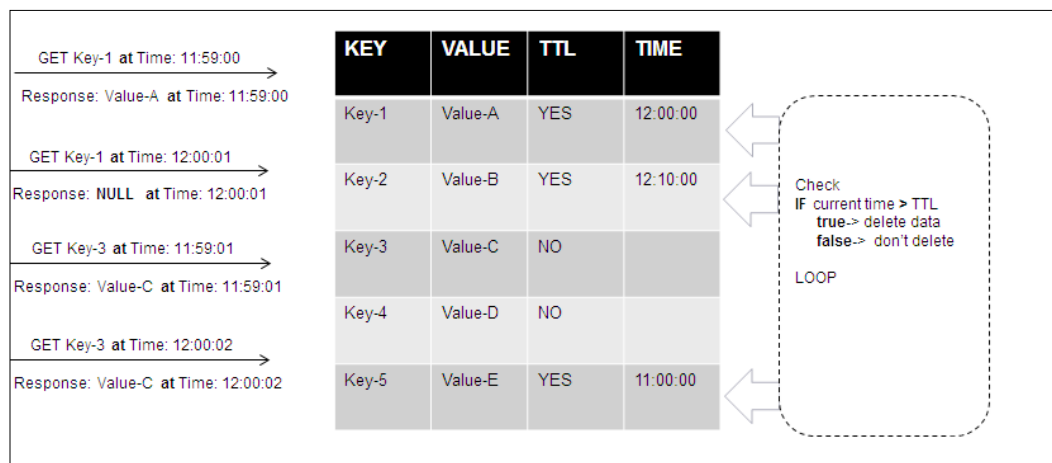 GET Key-1 at Time: 11:59:00
Response: Value-A at Time: 11:59:00
GET Key-1 at Time: 12:00:01
Response: NULL at Time: 12:00:01
GET Key-3 at Time: 11:59:01
Response: Value-C at Time: 11:59:01
GET Key-3 at Time: 12:00:02
Response: Value-C at Time: 12:00:02
KEY VALUE TTL TIME
Key-1 Value-A YES 12:00:00
Key-2 Value-B YES 12:10:00
Key-3 Value-C NO
Key-4 Value-D NO
Key-5 Value-E YES 11:00:00
Check
IF current time > TTL
true-> delete data
false-> don't delete
LOOP